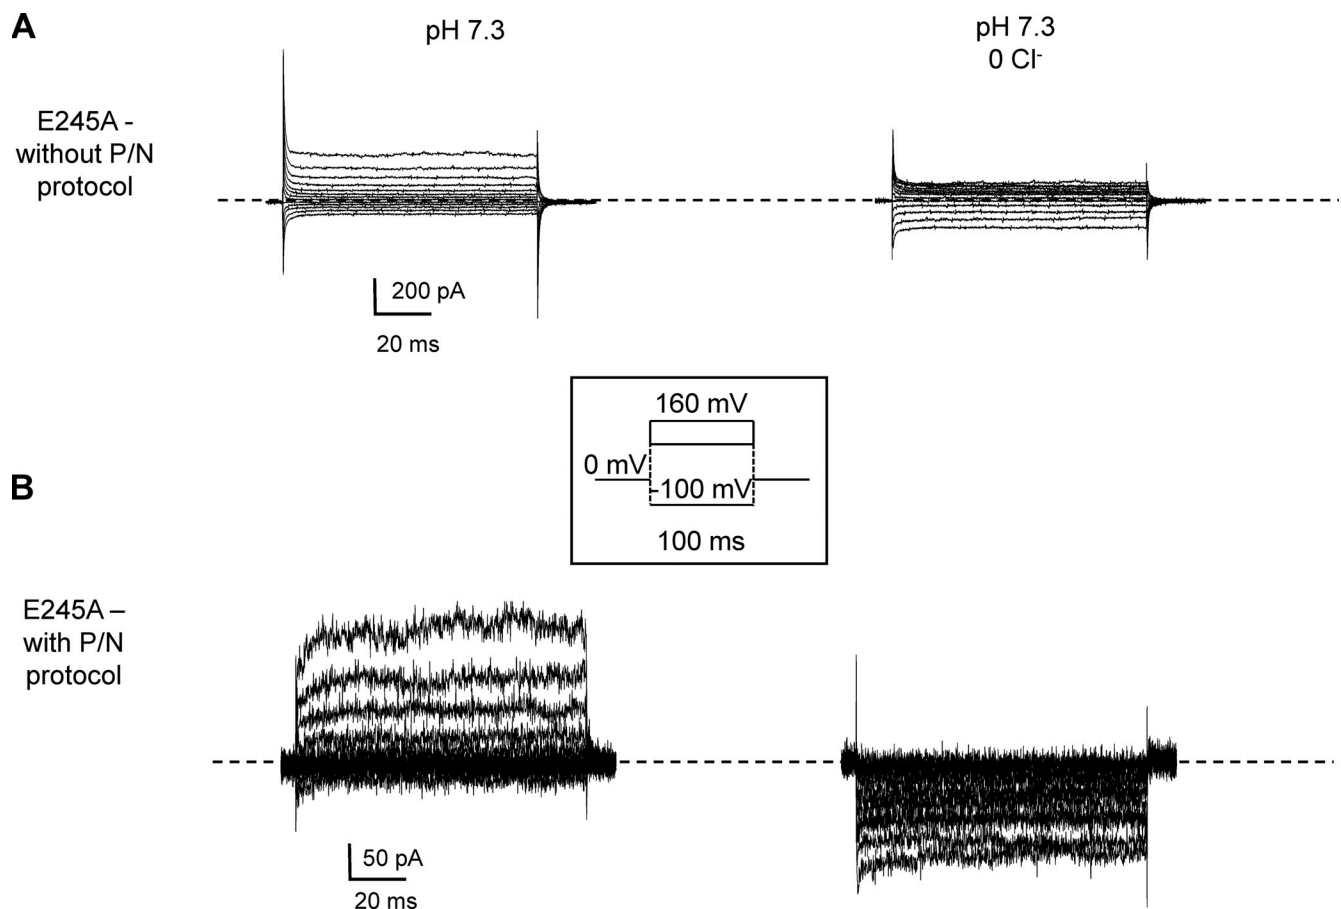 A
pH 7.3
pH 7.3
0 Cl-
E245A -
without P/N
protocol
200 pA
20 ms
160 mV
0 mV
-100 mV
100 ms
B
E245A –
with P/N
protocol
50 pA
20 ms